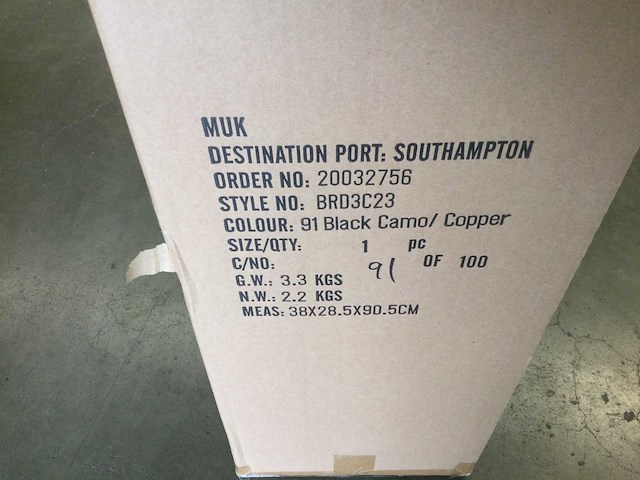 MUK
DESTINATION PORT: SOUTHAMPTON
ORDER NO: 20032756
STYLE NO: BRD3C23
COLOUR: 91 Black Camo/ Copper
SIZE/QTY: 1 pc
C/NO: 91 OF 100
G.W.: 3.3 KGS
N.W.: 2.2 KGS
MEAS: 38X28.5X90.5CM